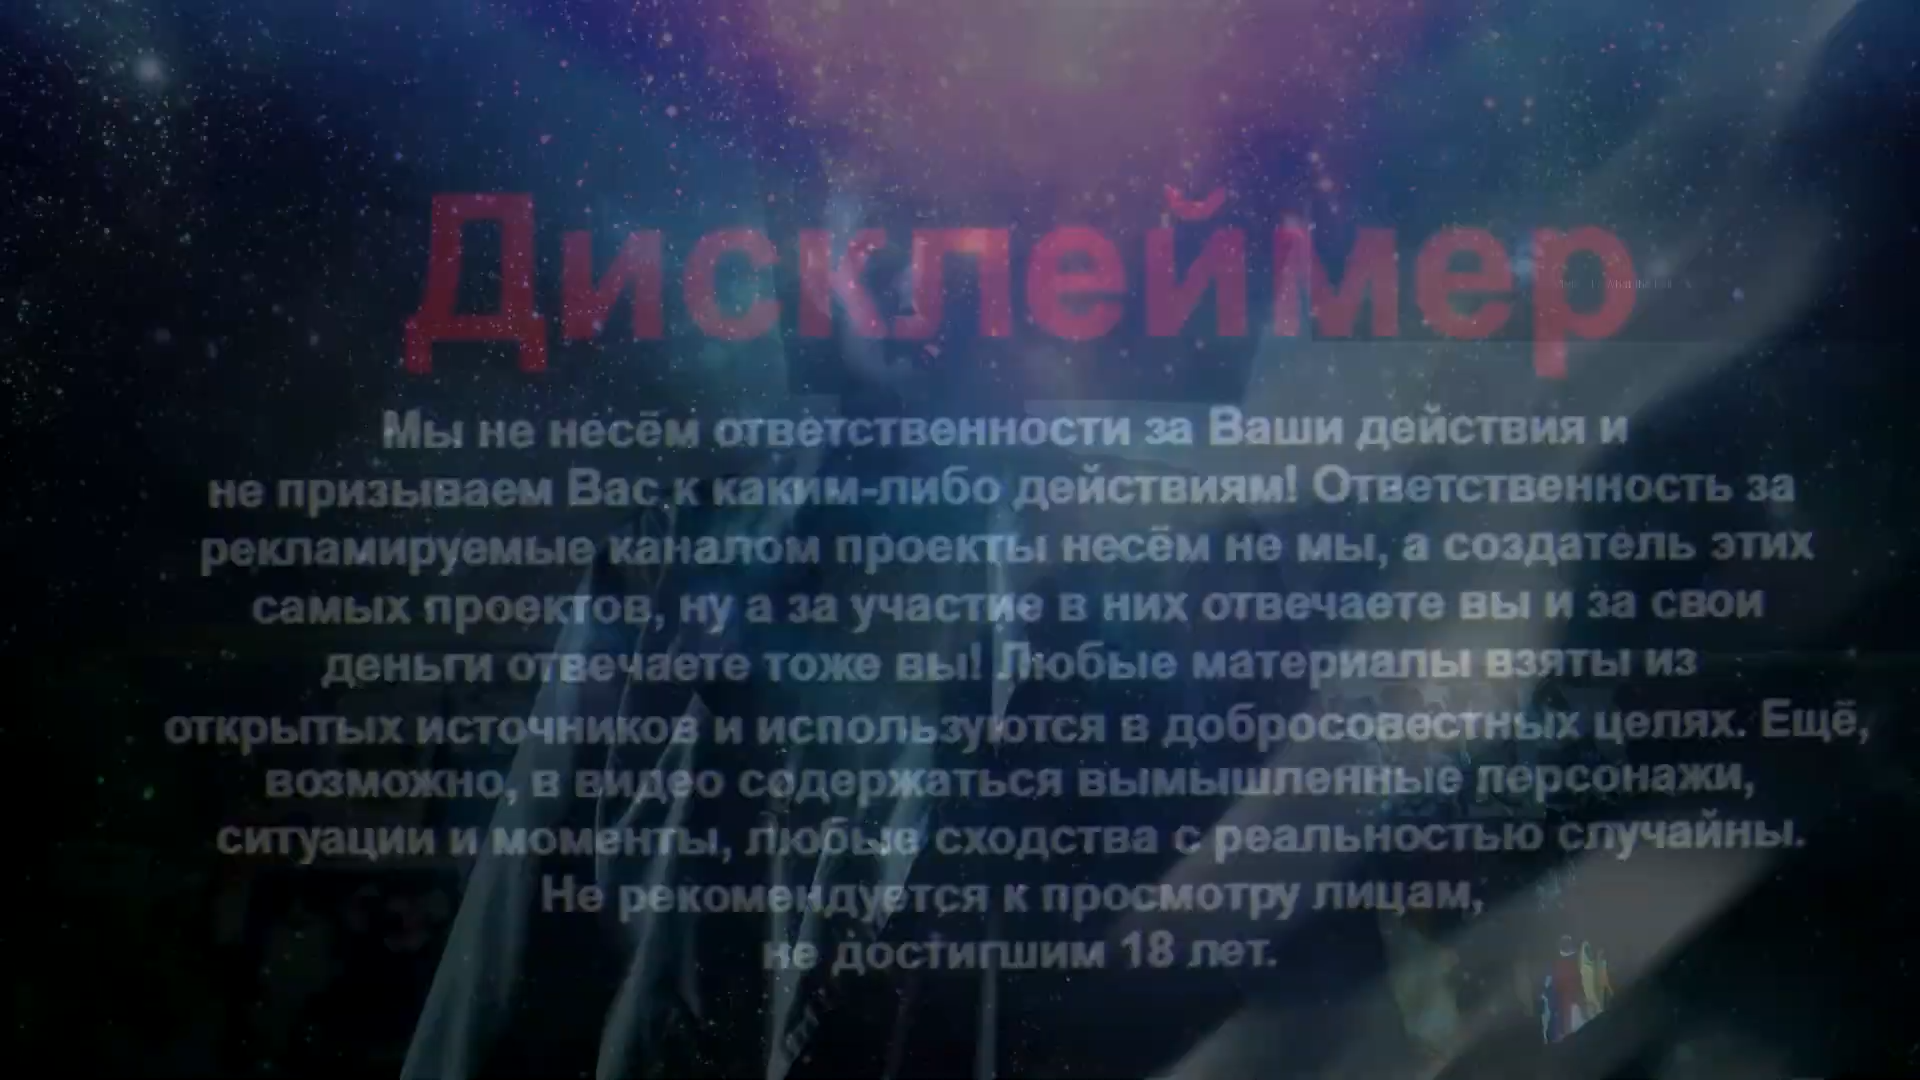 Дисклеймер
Мы не несём ответственности за Ваши действия и
не призываем Вас к каким-либо действиям! Ответственность за
рекламируемые каналом проекты несём не мы, а создатель этих
самых проектов, ну а за участие в них отвечаете вы и за свои
деньги отвечаете тоже вы! Любые материалы взяты из
открытых источников и используются в добросовестных целях. Ещё,
возможно, в видео содержаться вымышленные персонажи,
ситуации и моменты, любые сходства с реальностью случайны.
Не рекомендуется к просмотру лицам,
не достигшим 18 лет.